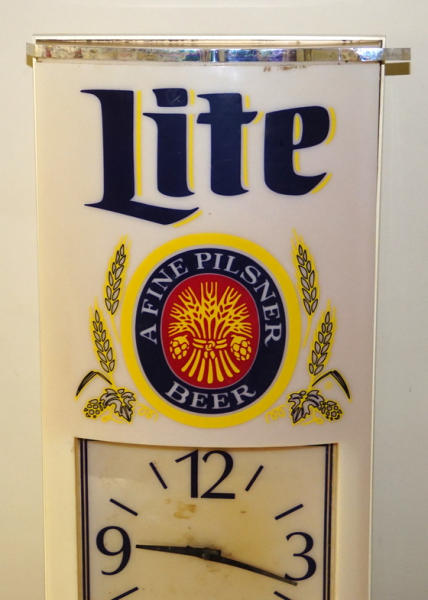 Lite
A FINE PILSNER
BEER
12
9 3